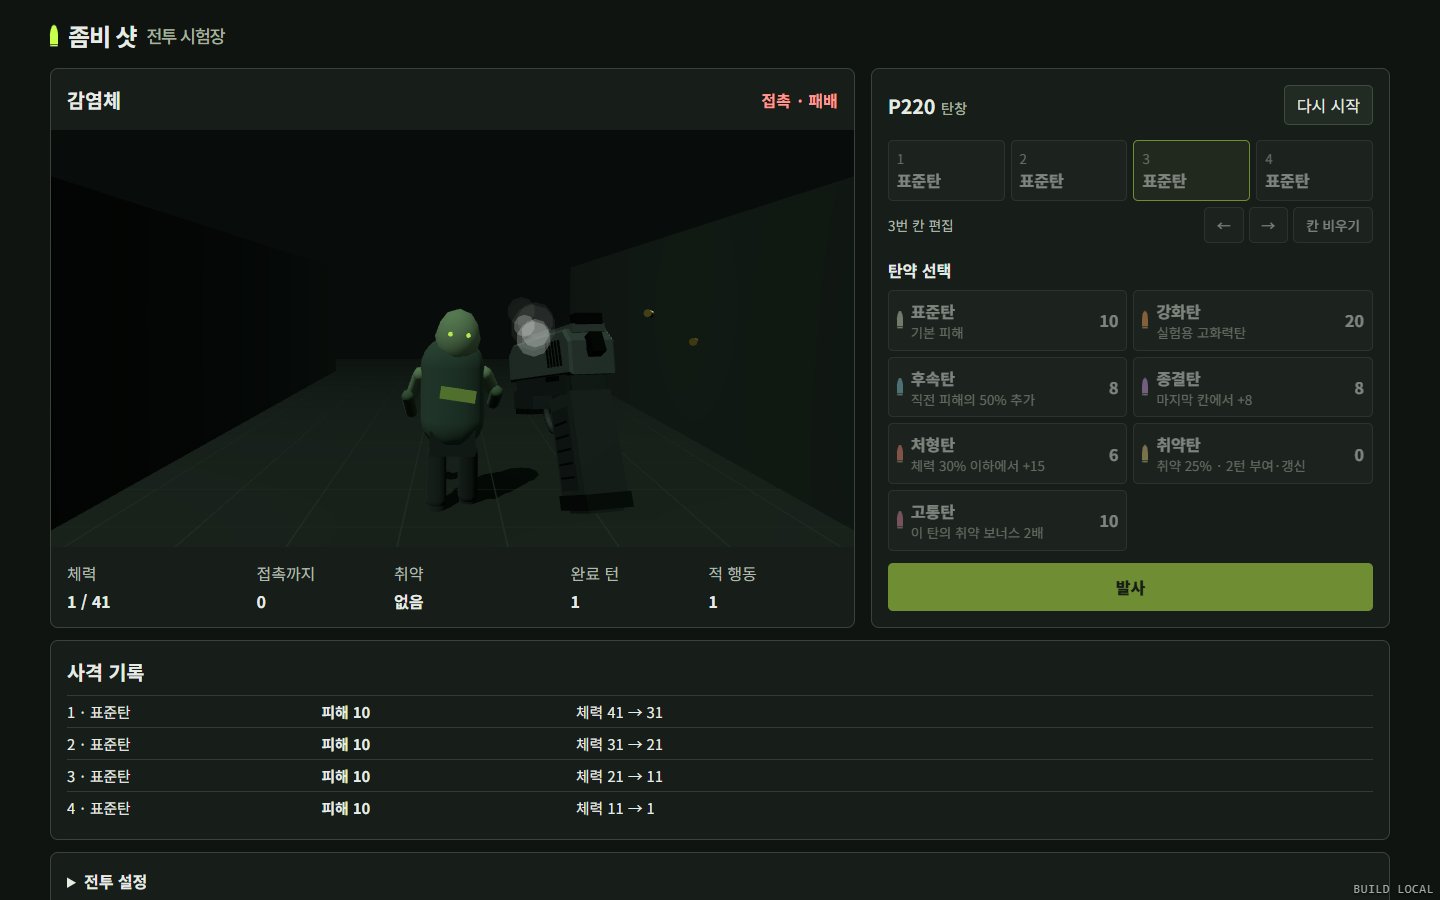 좀비 샷 전투 시험장
감염체
접촉 · 패배
체력
1 / 41
접촉까지
0
취약
없음
완료 턴
1
적 행동
1
P220 탄창
다시 시작
1
표준탄
2
표준탄
3
표준탄
4
표준탄
3번 칸 편집
←
→
칸 비우기
탄약 선택
표준탄
기본 피해
10
강화탄
실험용 고화력탄
20
후속탄
직전 피해의 50% 추가
8
종결탄
마지막 칸에서 +8
8
처형탄
체력 30% 이하에서 +15
6
취약탄
취약 25% · 2턴 부여·갱신
0
고통탄
이 탄의 취약 보너스 2배
10
발사
사격 기록
1 · 표준탄 피해 10 체력 41 → 31
2 · 표준탄 피해 10 체력 31 → 21
3 · 표준탄 피해 10 체력 21 → 11
4 · 표준탄 피해 10 체력 11 → 1
▶ 전투 설정
BUILD LOCAL